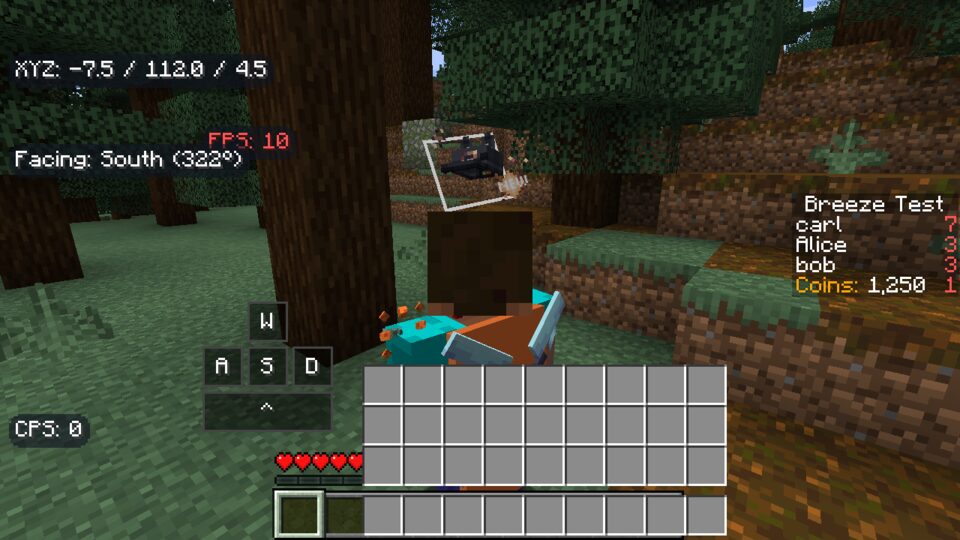 XYZ: -7.5 / 112.0 / 4.5
FPS: 10
Facing: South (322º)
Breeze Test
carl 7
Alice 3
bob 3
Coins: 1,250 1
W
A S D
^
CPS: 0